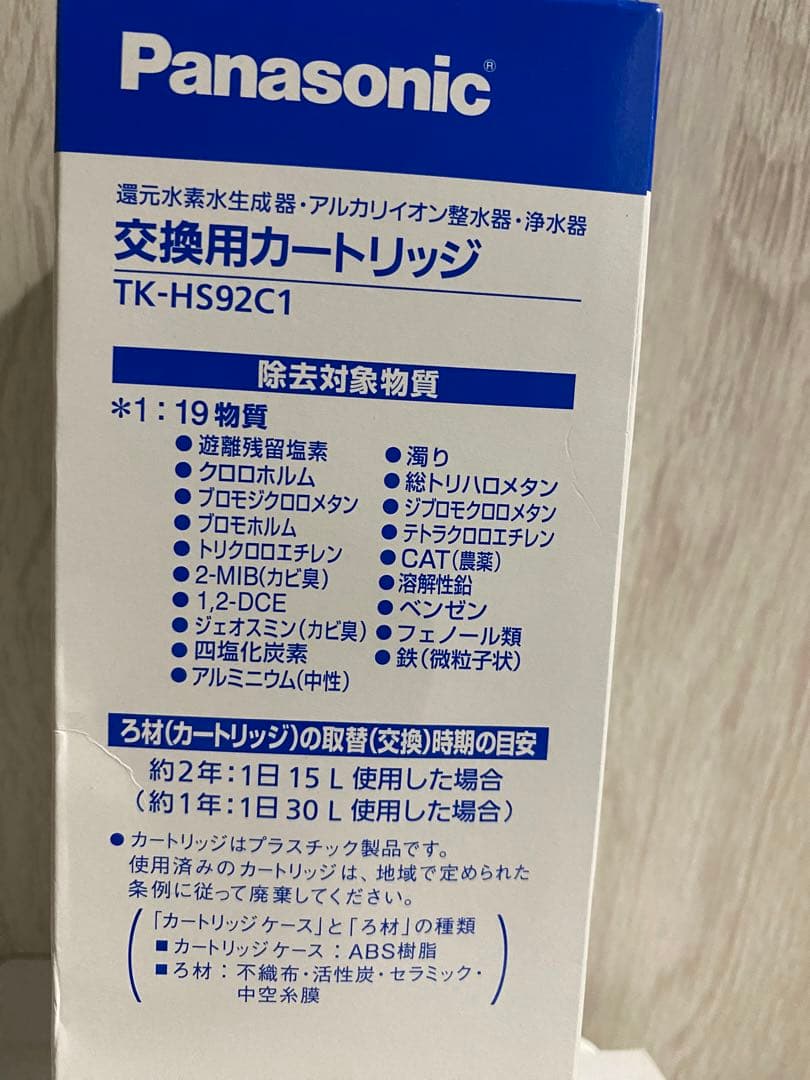 Panasonic®
還元水素水生成器・アルカリイオン整水器・浄水器
交換用カートリッジ
TK-HS92C1
除去対象物質
*1：19物質
● 遊離残留塩素
● クロロホルム
● ブロモジクロロメタン
● ブロモホルム
● トリクロロエチレン
● 2-MIB(カビ臭)
● 1,2-DCE
● ジェオスミン(カビ臭)
● 四塩化炭素
● アルミニウム(中性)
● 濁り
● 総トリハロメタン
● ジブロモクロロメタン
● テトラクロロエチレン
● CAT(農薬)
● 溶解性鉛
● ベンゼン
● フェノール類
● 鉄(微粒子状)
ろ材(カートリッジ)の取替(交換)時期の目安
約2年：1日15 L 使用した場合
(約1年：1日30 L 使用した場合)
● カートリッジはプラスチック製品です。
使用済みのカートリッジは、地域で定められた
条例に従って廃棄してください。
「カートリッジケース」と「ろ材」の種類
■ カートリッジケース：ABS樹脂
■ ろ材：不織布・活性炭・セラミック・
中空糸膜